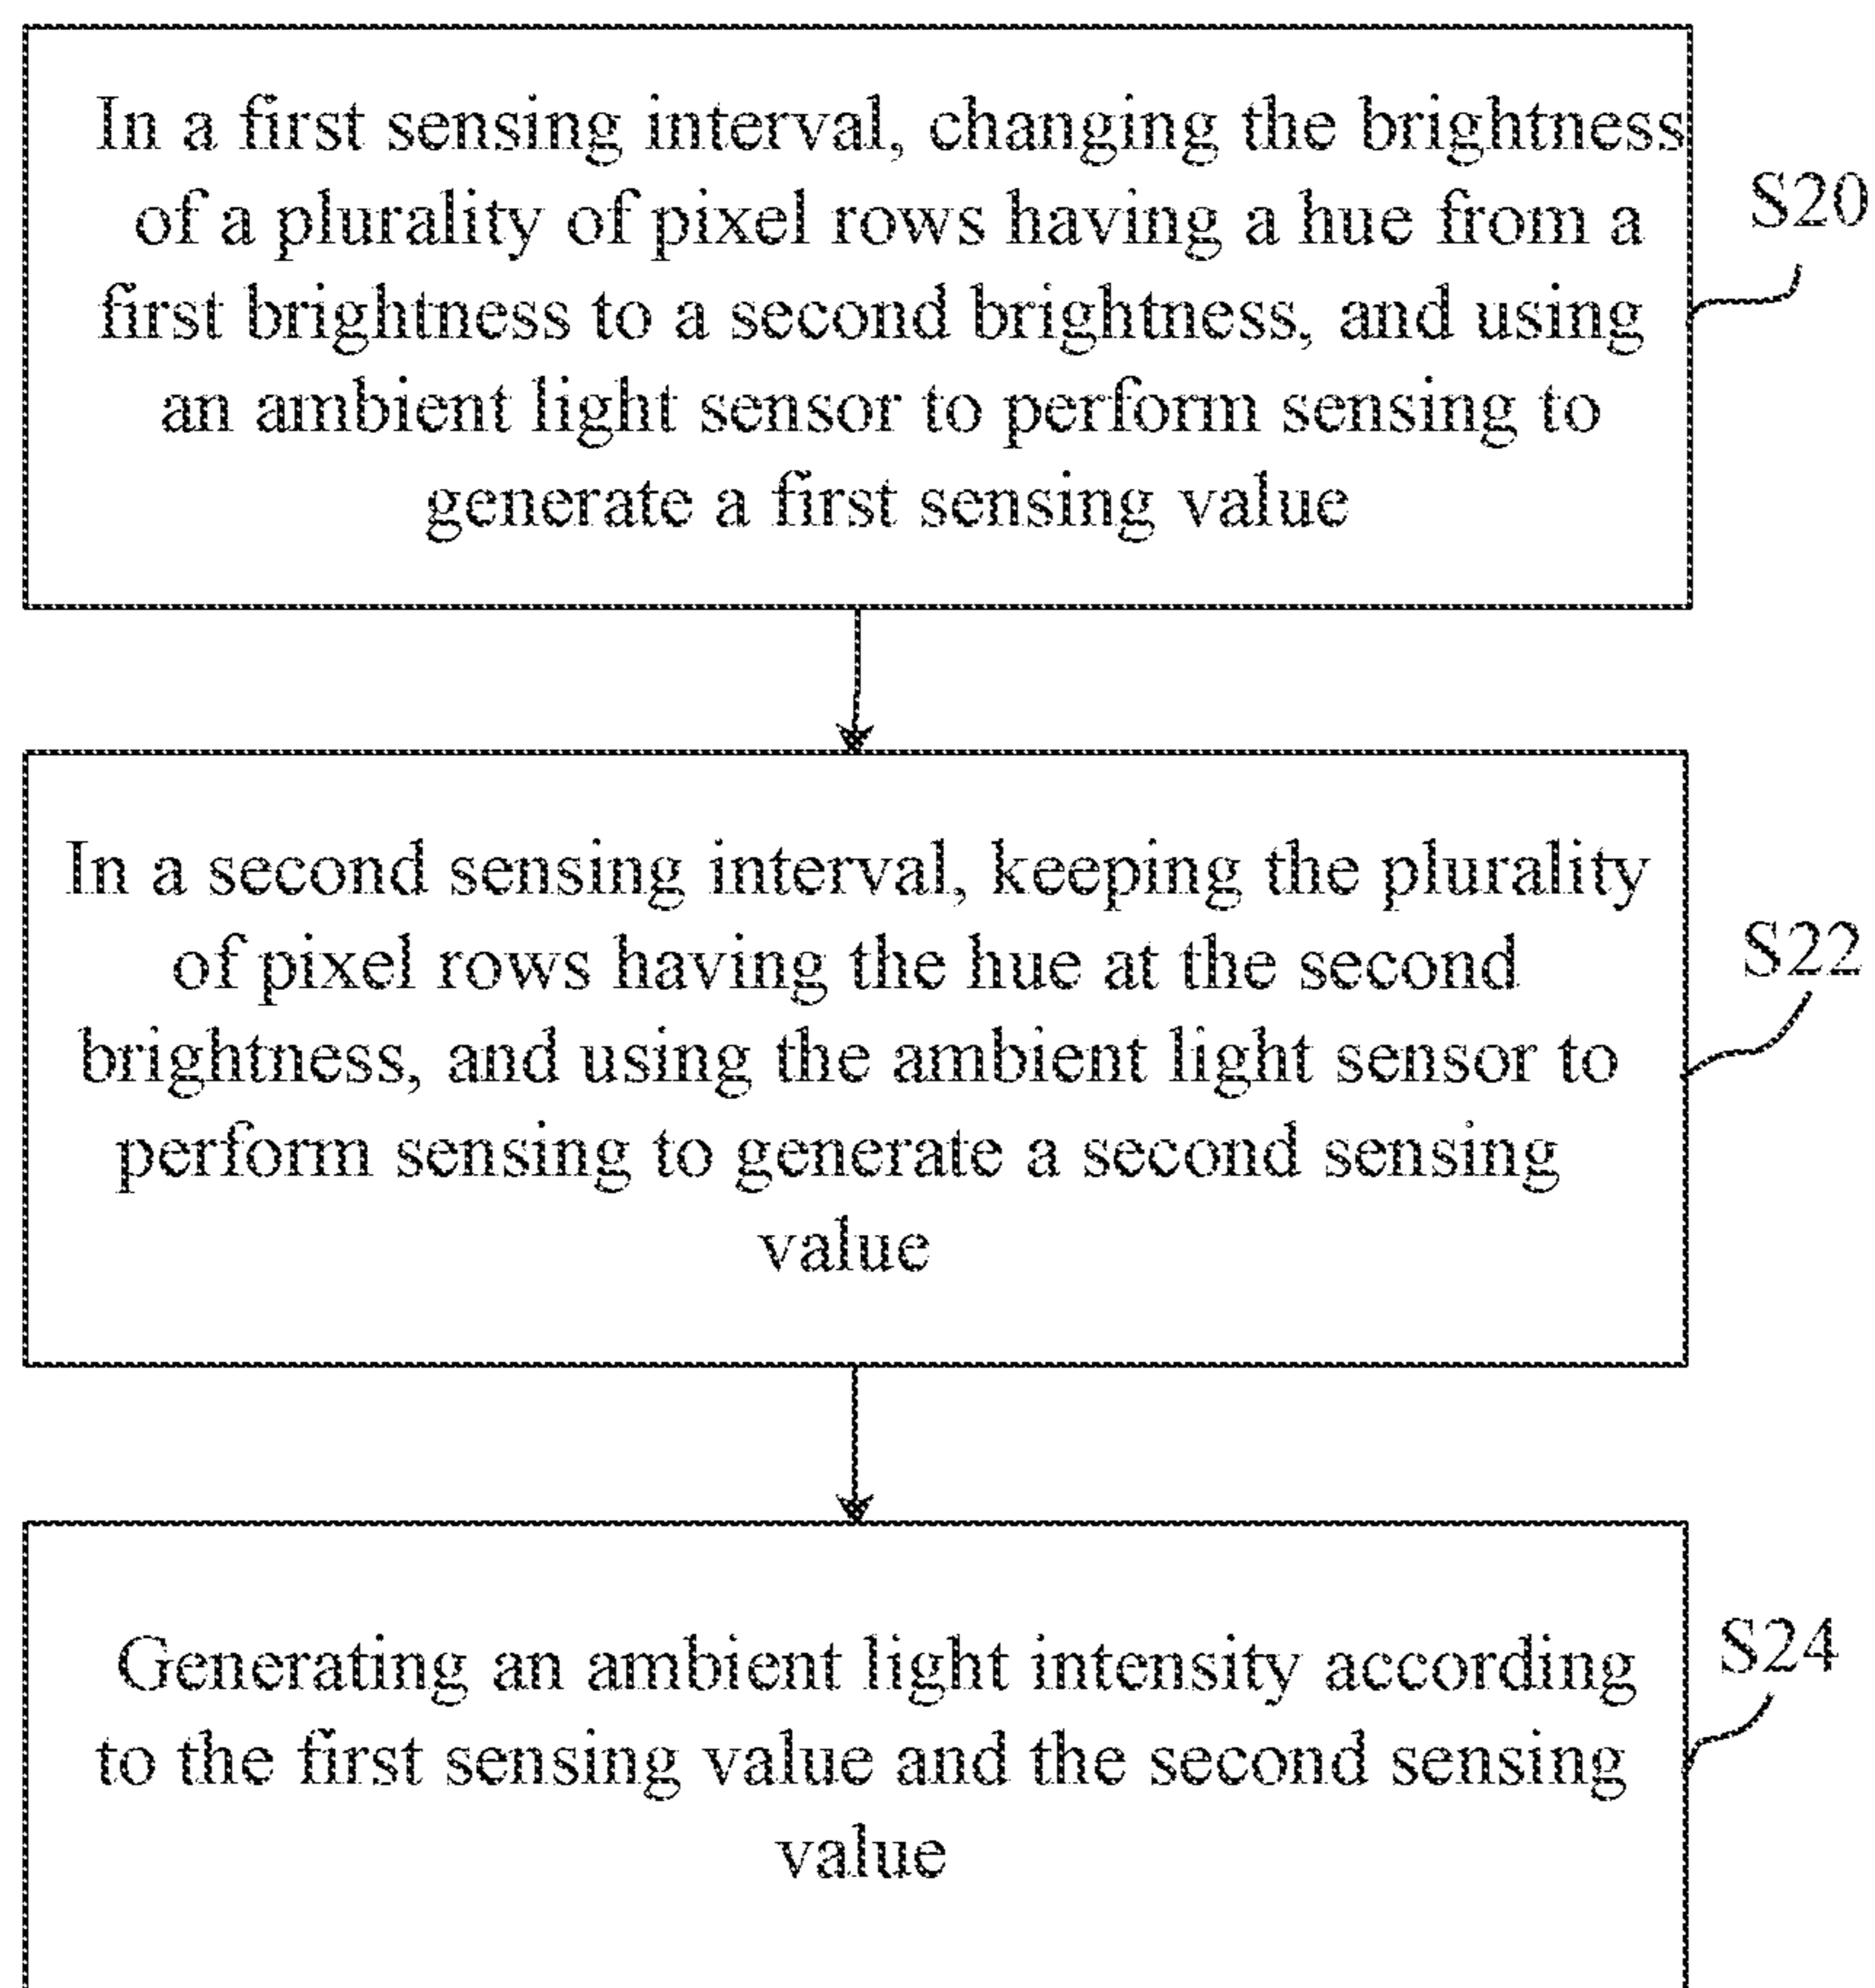 In a first sensing interval, changing the brightness
of a plurality of pixel rows having a hue from a
first brightness to a second brightness, and using
an ambient light sensor to perform sensing to
generate a first sensing value
S20
In a second sensing interval, keeping the plurality
of pixel rows having the hue at the second
brightness, and using the ambient light sensor to
perform sensing to generate a second sensing
value
S22
Generating an ambient light intensity according
to the first sensing value and the second sensing
value
S24